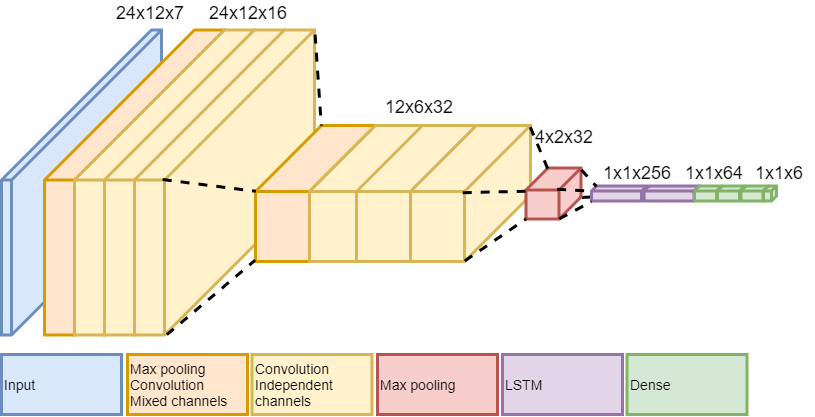 24x12x7
24x12x16
12x6x32
4x2x32
1x1x256
1x1x64
1x1x6
Input
Max pooling
Convolution
Mixed channels
Convolution
Independent
channels
Max pooling
LSTM
Dense